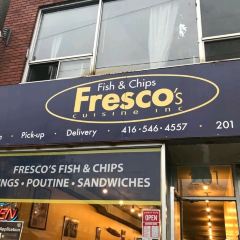 Fish & Chips
Fresco's
cuisine inc
Pick-up · Delivery · 416·546·4557 · 201
FRESCO'S FISH & CHIPS
NGS • POUTINE • SANDWICHES
OPEN